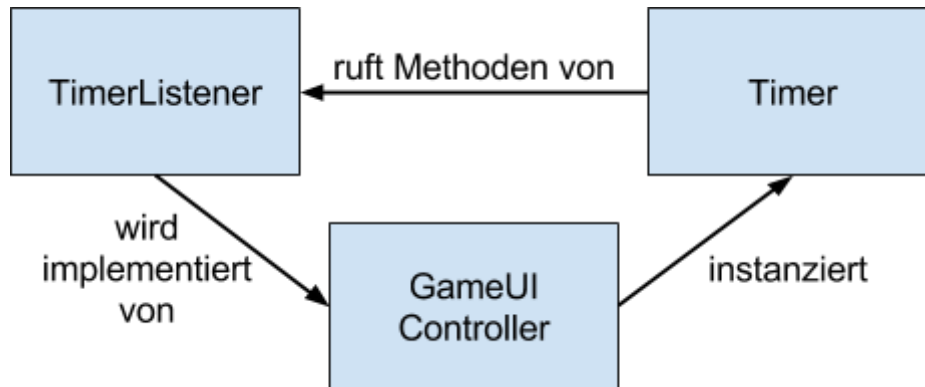 ruft Methoden von
TimerListener
Timer
wird
implementiert
von
instanziert
GameUI
Controller